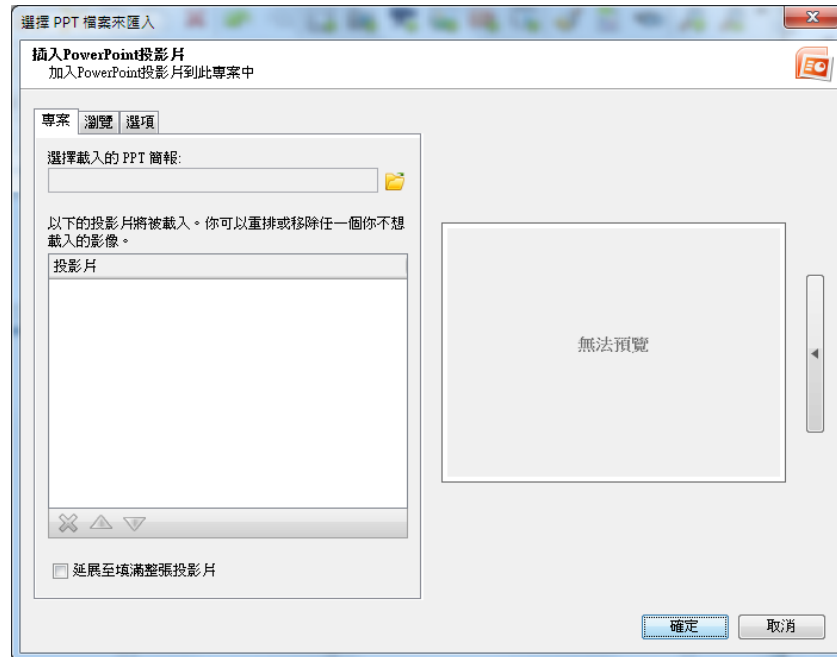 選擇 PPT 檔案來匯入
插入PowerPoint投影片
加入PowerPoint投影片到此專案中
專案 瀏覽 選項
選擇載入的 PPT 簡報:
以下的投影片將被載入。你可以重排或移除任一個你不想
載入的影像。
投影片
無法預覽
延展至填滿整張投影片
確定 取消